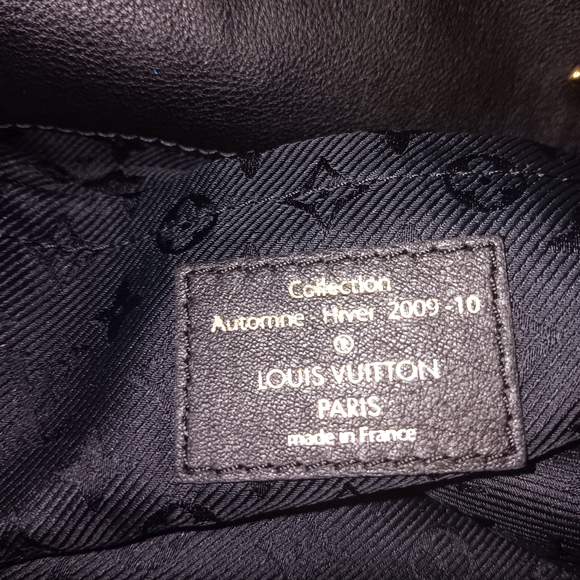 Collection
Automne Hiver 2009-10
®
LOUIS VUITTON
PARIS
made in France